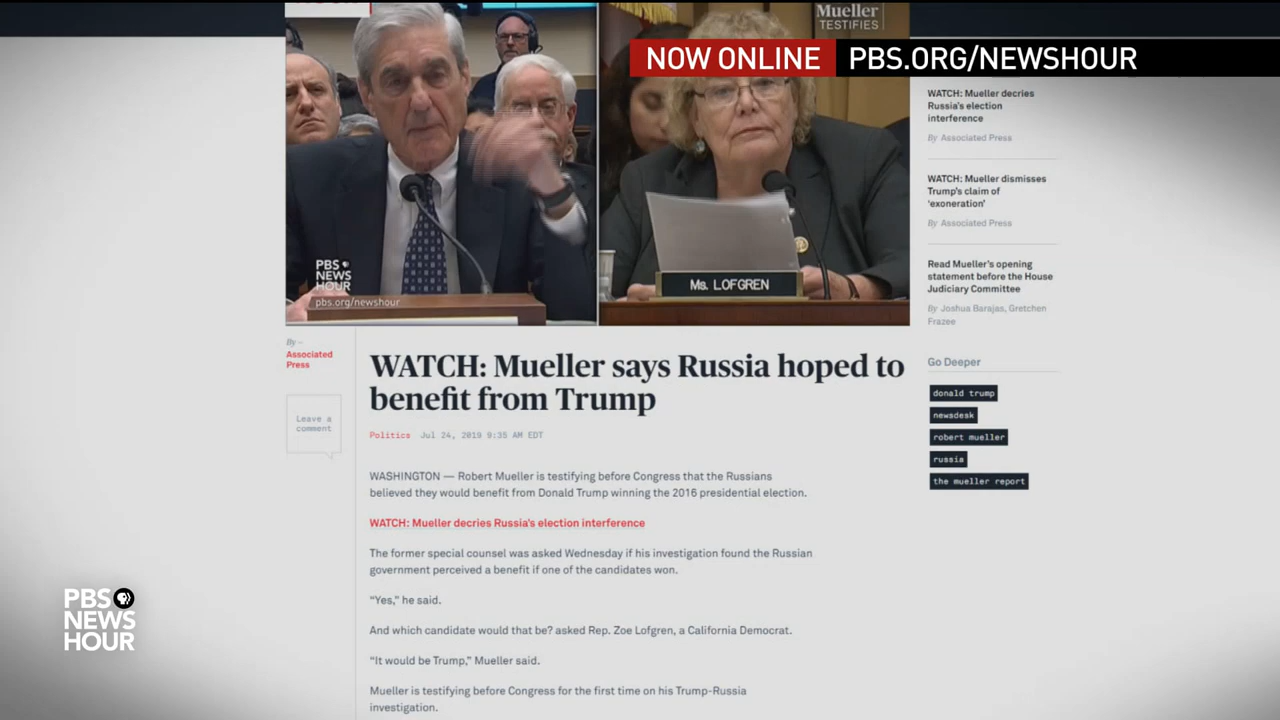 Mueller
TESTIFIES
NOW ONLINE
PBS.ORG/NEWSHOUR
PBS
NEWS
HOUR
pbs.org/newshour
Ms. LOFGREN
WATCH: Mueller decries
Russia's election
interference
By Associated Press
WATCH: Mueller dismisses
Trump's claim of
‘exoneration’
By Associated Press
Read Mueller's opening
statement before the House
Judiciary Committee
By Joshua Barajas, Gretchen
Frazee
Go Deeper
donald trump
newsdesk
robert mueller
russia
the mueller report
By —
Associated
Press
Leave a
comment
WATCH: Mueller says Russia hoped to
benefit from Trump
Politics Jul 24, 2019 9:35 AM EDT
WASHINGTON — Robert Mueller is testifying before Congress that the Russians
believed they would benefit from Donald Trump winning the 2016 presidential election.
WATCH: Mueller decries Russia's election interference
The former special counsel was asked Wednesday if his investigation found the Russian
government perceived a benefit if one of the candidates won.
“Yes,” he said.
And which candidate would that be? asked Rep. Zoe Lofgren, a California Democrat.
“It would be Trump,” Mueller said.
Mueller is testifying before Congress for the first time on his Trump-Russia
investigation.
PBS
NEWS
HOUR